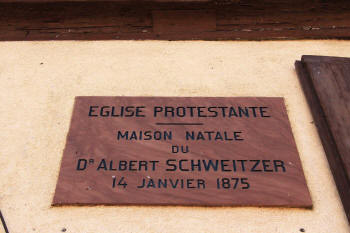 EGLISE PROTESTANTE
MAISON NATALE
DU
DR ALBERT SCHWEITZER
14 JANVIER 1875